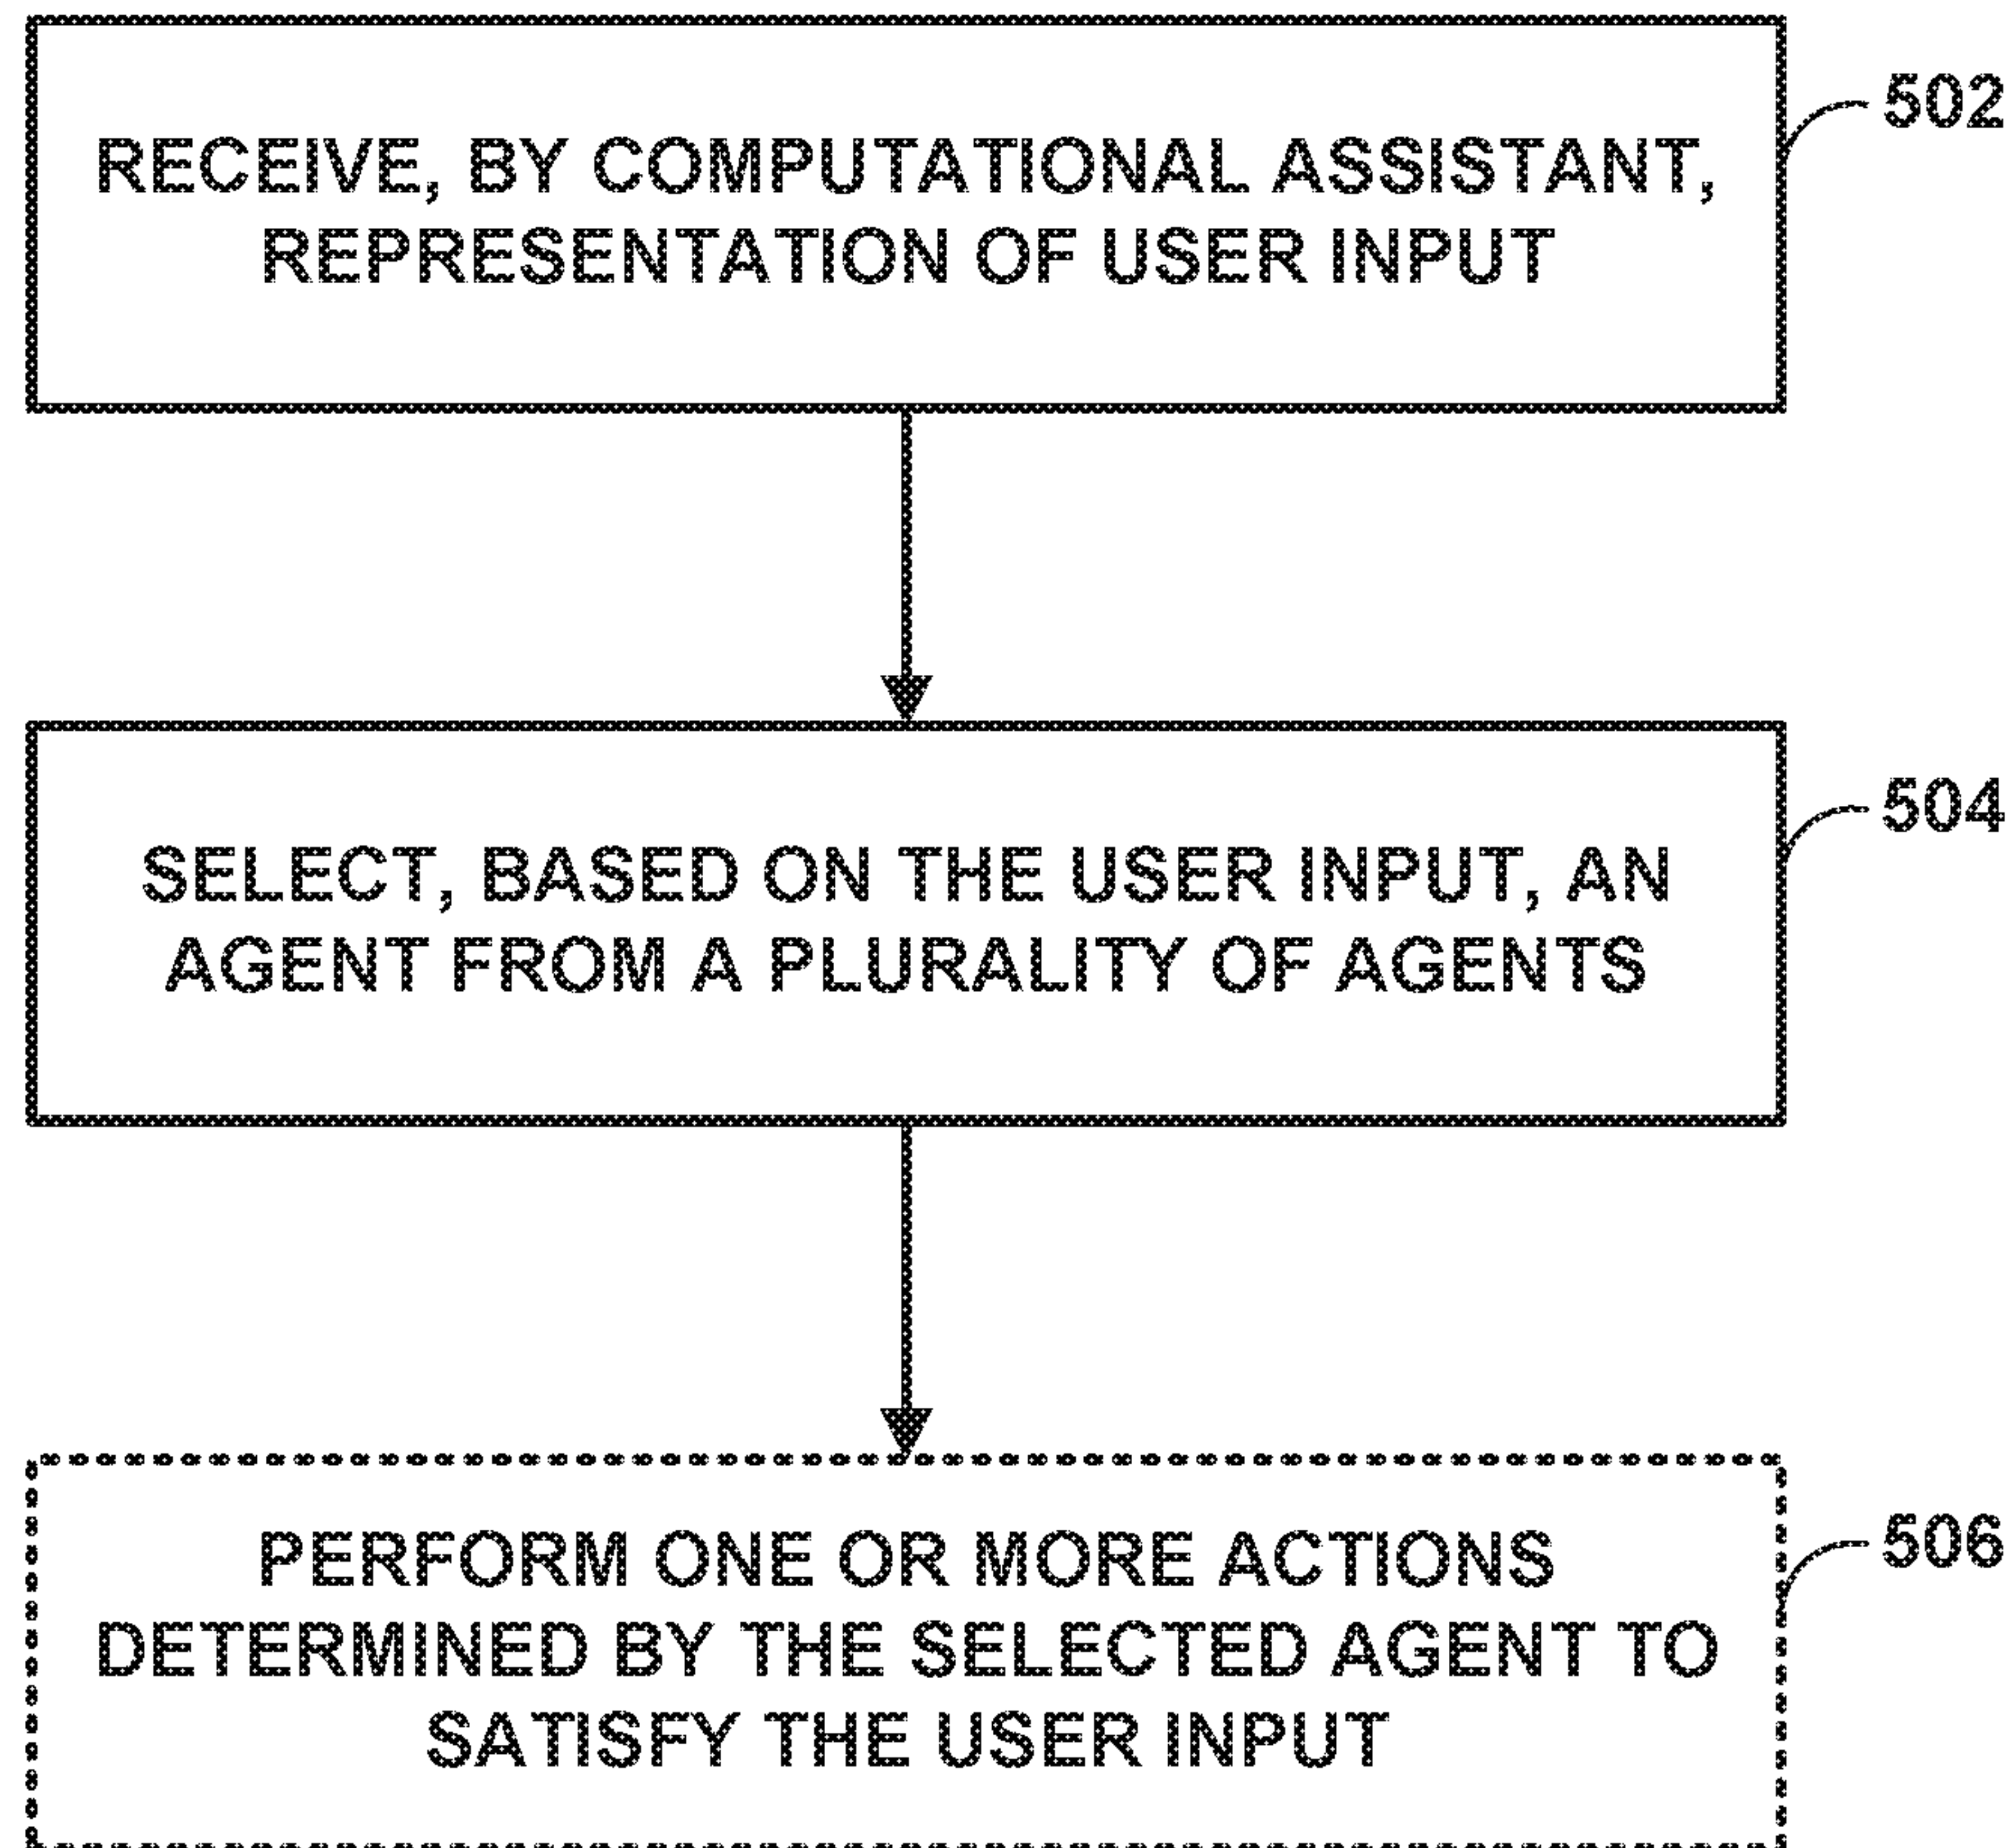 RECEIVE, BY COMPUTATIONAL ASSISTANT,
REPRESENTATION OF USER INPUT
502
SELECT, BASED ON THE USER INPUT, AN
AGENT FROM A PLURALITY OF AGENTS
504
PERFORM ONE OR MORE ACTIONS
DETERMINED BY THE SELECTED AGENT TO
SATISFY THE USER INPUT
506